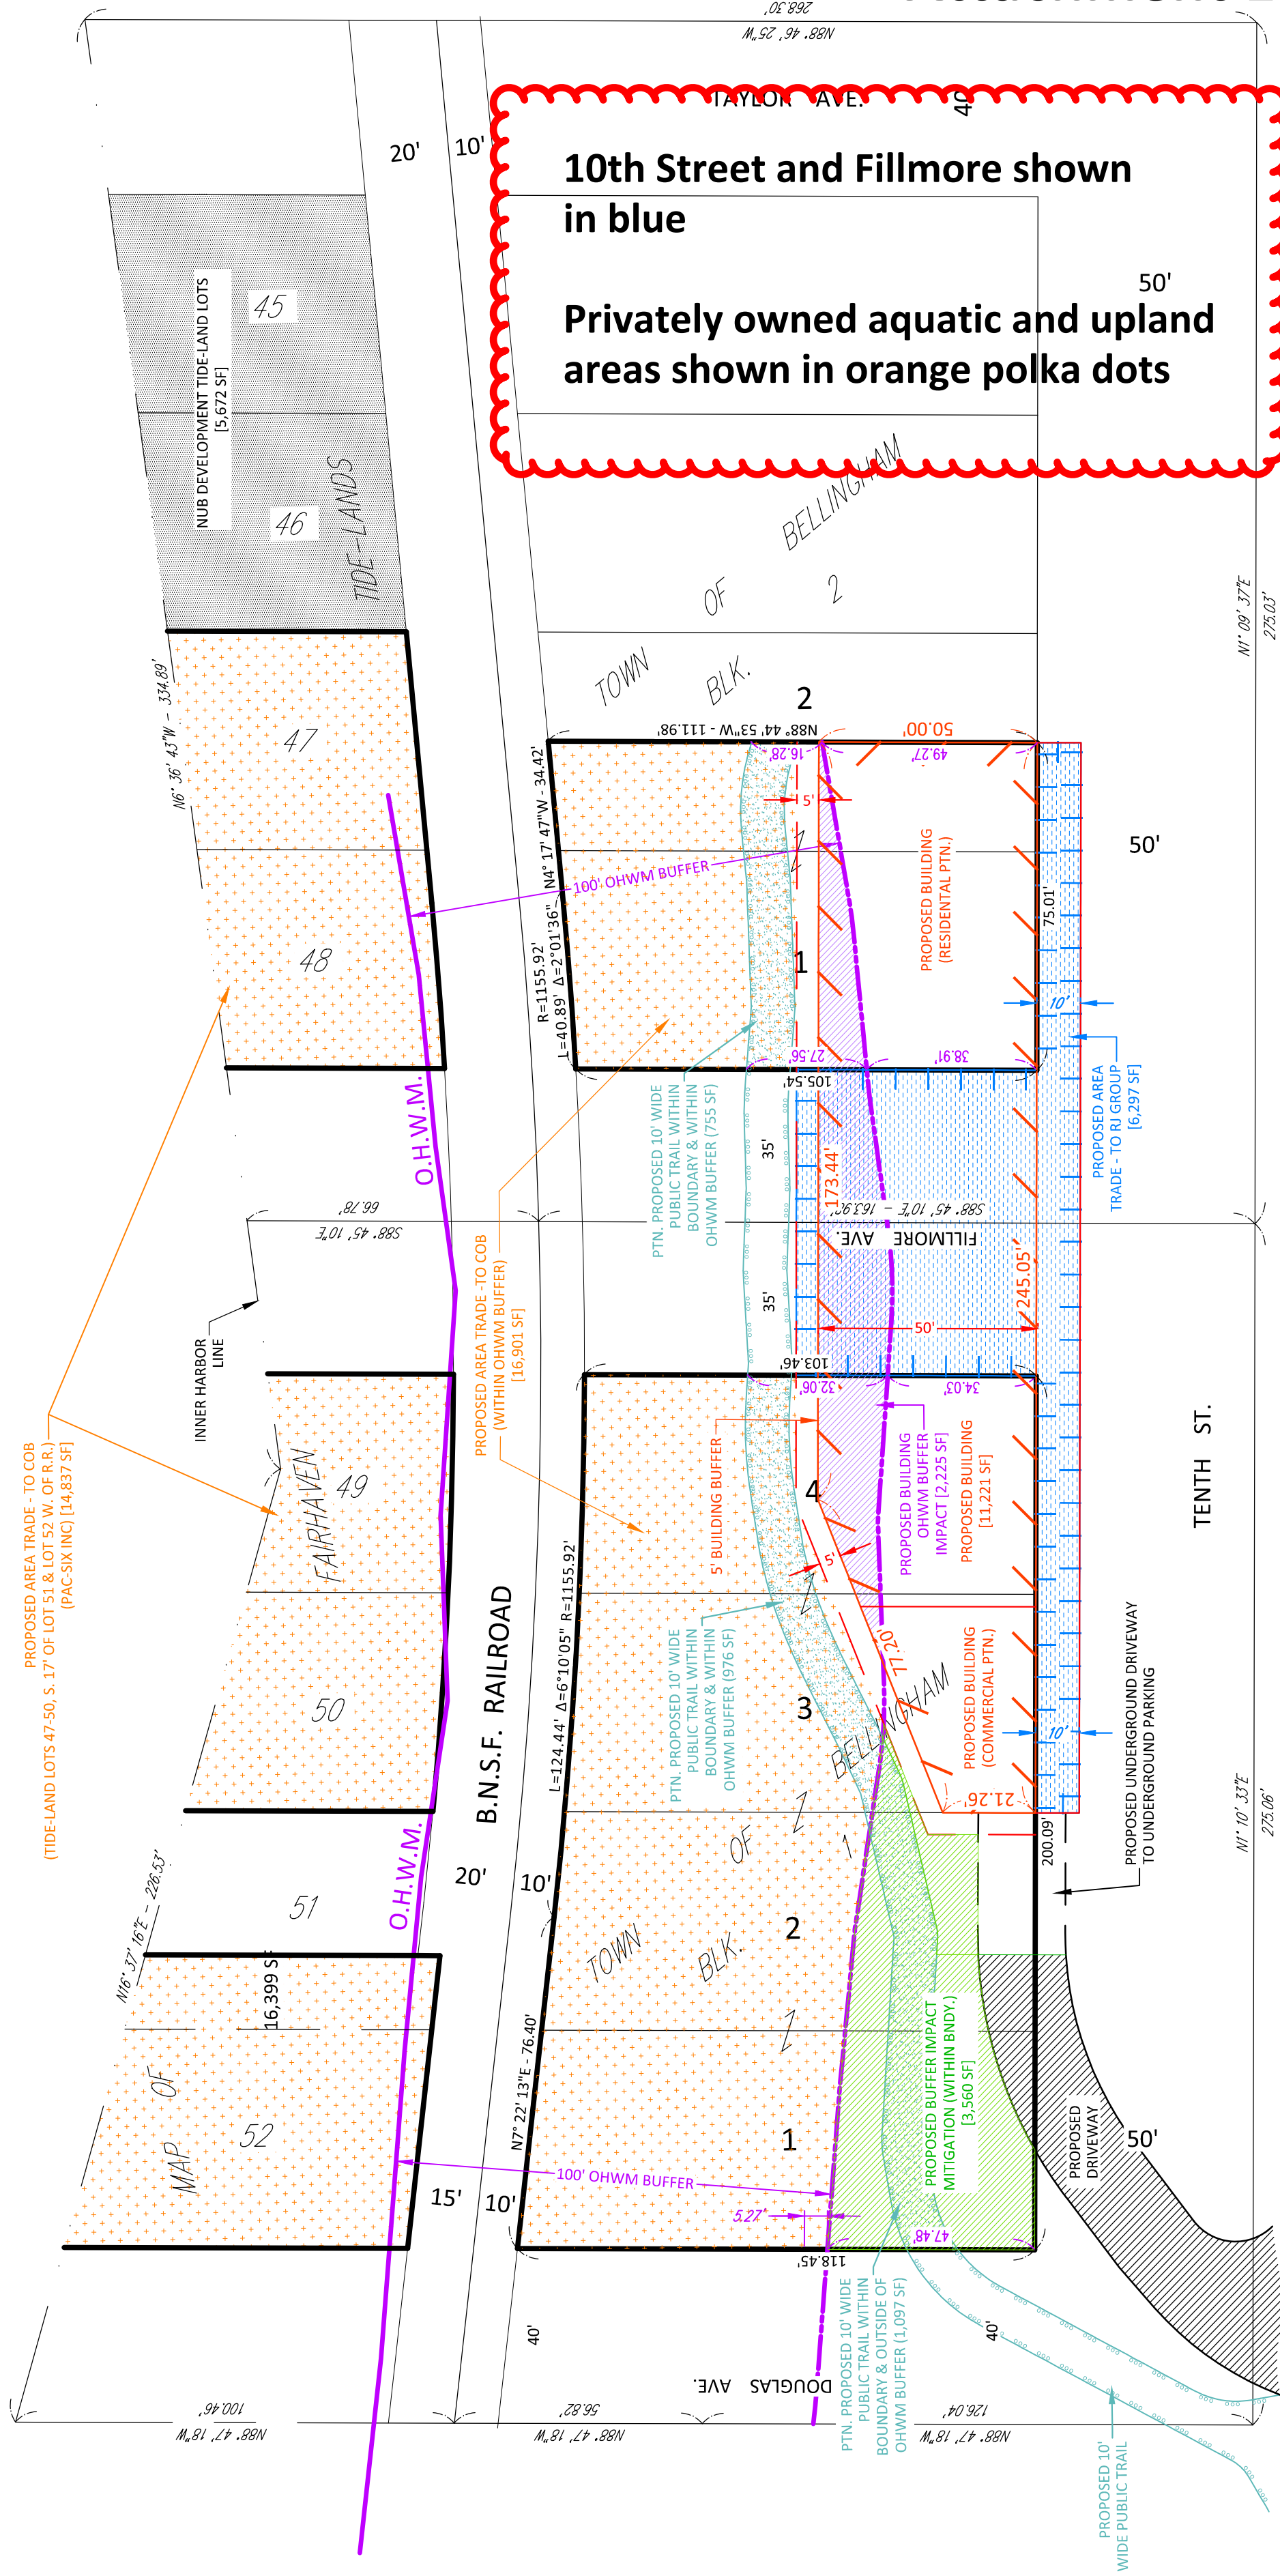 268.30'
N88° 46' 25"W
TAYLOR AVE.
40
10th Street and Fillmore shown
in blue
Privately owned aquatic and upland
areas shown in orange polka dots
50'
20'
10'
NUB DEVELOPMENT TIDE-LAND LOTS
[5,672 SF]
45
46
TIDE-LANDS
N6° 36' 43"W - 334.89'
47
48
TOWN OF BELLINGHAM
BLK. 2
2
N88° 44' 53"W - 111.98'
N1° 09' 37"E
275.03'
R=1155.92'
L=40.89' Δ=2°01'36"
N4° 17' 47"W - 34.42'
16.28'
49.27'
50.00'
5'
100' OHWM BUFFER
PROPOSED BUILDING
(RESIDENTAL PTN.)
1
75.01'
50'
10'
27.56'
38.91'
105.54'
PROPOSED AREA
TRADE - TO RJ GROUP
[6,297 SF]
PTN. PROPOSED 10' WIDE
PUBLIC TRAIL WITHIN
BOUNDARY & WITHIN
OHWM BUFFER (755 SF)
35'
35'
173.44'
S88° 45' 10"E - 163.92'
FILLMORE AVE.
245.05'
50'
O.H.W.M.
66.78'
S88° 45' 10"E
INNER HARBOR
LINE
PROPOSED AREA TRADE - TO COB
(WITHIN OHWM BUFFER)
[16,901 SF]
PROPOSED AREA TRADE - TO COB
(TIDE-LAND LOTS 47-50, S. 17' OF LOT 51 & LOT 52 W. OF R.R.)
(PAC-SIX INC) [14,837 SF]
FAIRHAVEN
49
50
B.N.S.F. RAILROAD
L=124.44' Δ=6°10'05" R=1155.92'
103.46'
32.06'
34.03'
5' BUILDING BUFFER
4
5'
PROPOSED BUILDING
OHWM BUFFER
IMPACT [2,225 SF]
PROPOSED BUILDING
[11,221 SF]
TENTH ST.
PTN. PROPOSED 10' WIDE
PUBLIC TRAIL WITHIN
BOUNDARY & WITHIN
OHWM BUFFER (976 SF)
3
77.20'
PROPOSED BUILDING
(COMMERCIAL PTN.)
10'
21.26'
200.09'
PROPOSED UNDERGROUND DRIVEWAY
TO UNDERGROUND PARKING
N1° 10' 33"E
275.06'
TOWN OF BELLINGHAM
BLK. 1
2
O.H.W.M.
20'
10'
51
N16° 37' 16"E - 226.53'
16,399 S
MAP OF
52
N7° 22' 13"E - 76.40'
1
100' OHWM BUFFER
5.27'
PROPOSED BUFFER IMPACT
MITIGATION (WITHIN BNDY.)
[3,560 SF]
PROPOSED
DRIVEWAY
50'
15'
10'
47.48'
118.45'
PTN. PROPOSED 10' WIDE
PUBLIC TRAIL WITHIN
BOUNDARY & OUTSIDE OF
OHWM BUFFER (1,097 SF)
40'
40'
DOUGLAS AVE.
100.46'
N88° 47' 18"W
56.82'
N88° 47' 18"W
126.04'
N88° 47' 18"W
PROPOSED 10'
WIDE PUBLIC TRAIL